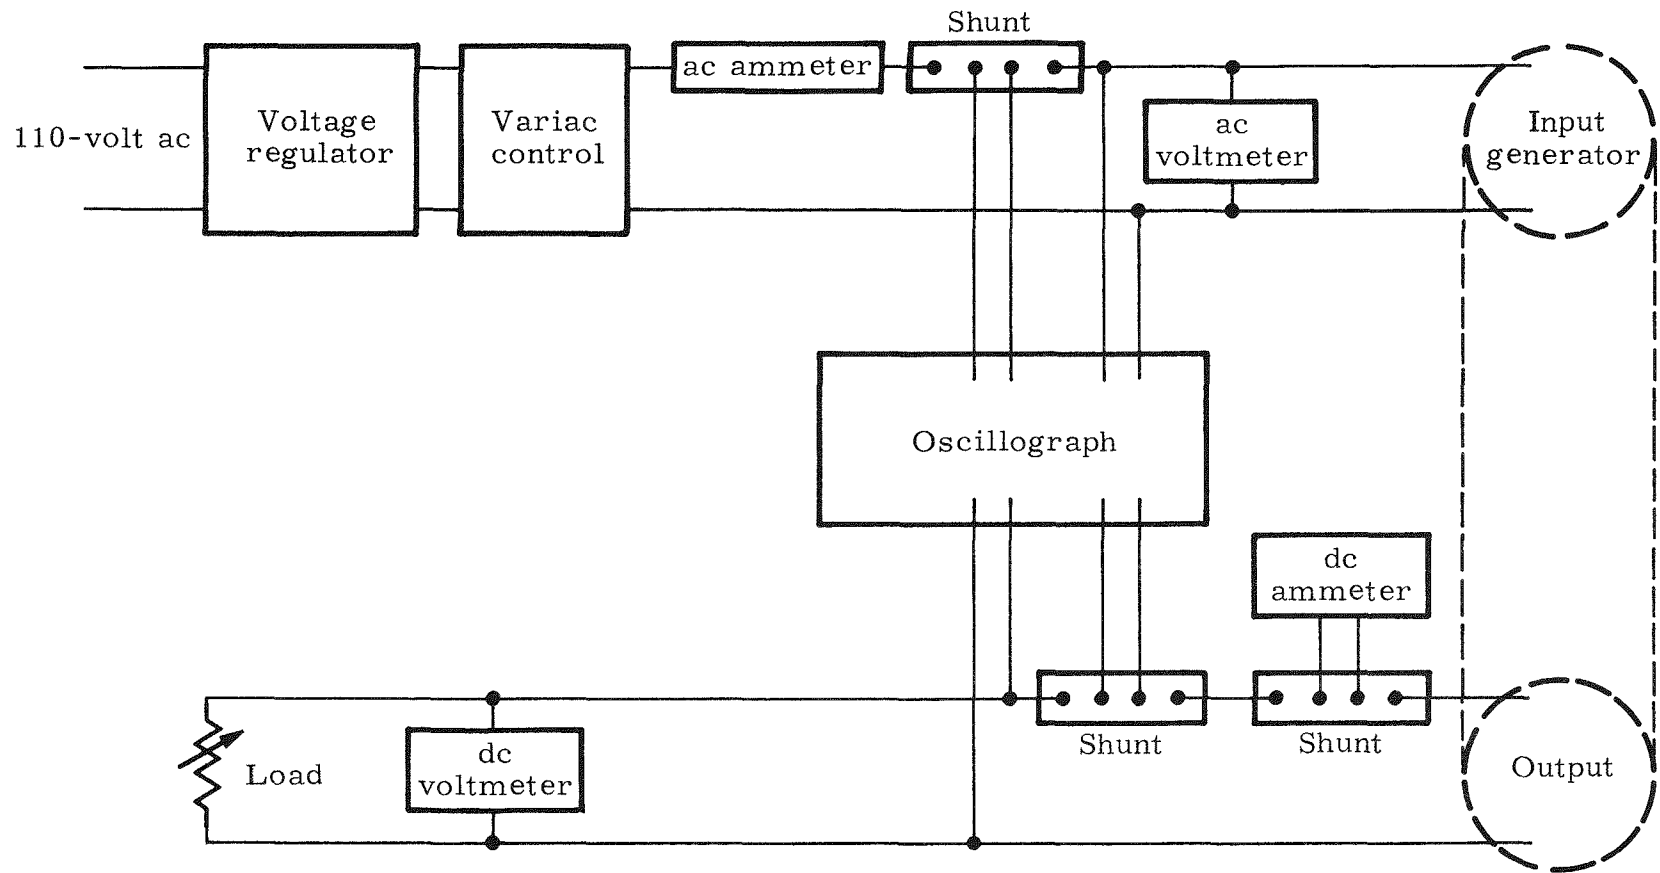 Shunt
ac ammeter
110-volt ac
Voltage
regulator
Variac
control
ac
voltmeter
Input
generator
Oscillograph
dc
ammeter
Shunt
Shunt
Load
dc
voltmeter
Output